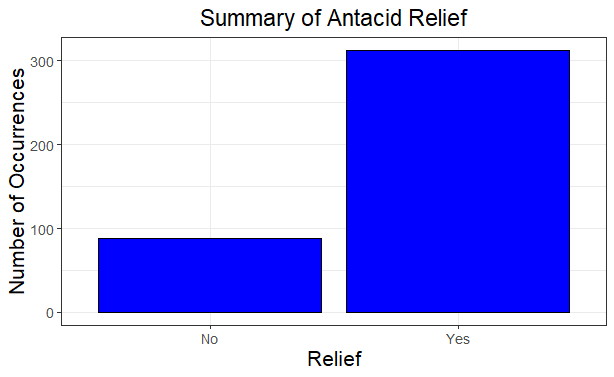 Summary of Antacid Relief
Number of Occurrences
300
200
100
0
No
Yes
Relief